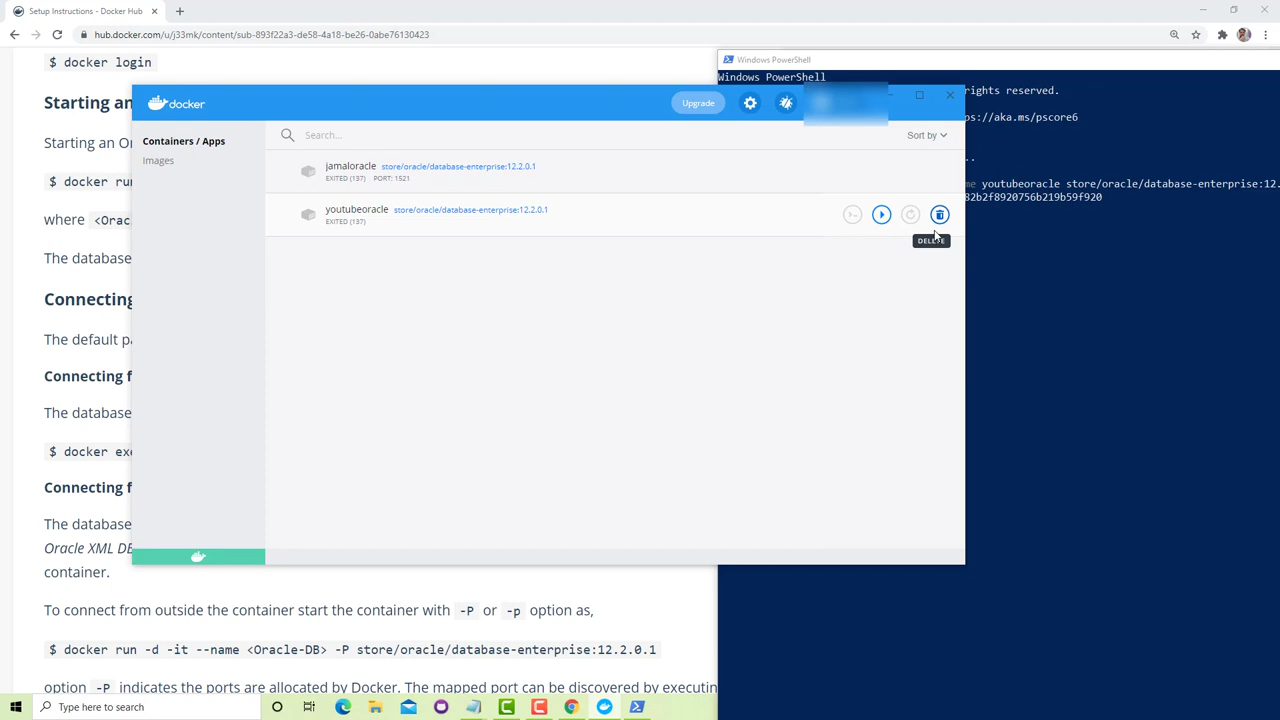 Setup Instructions - Docker Hub
hub.docker.com/u/j33mk/content/sub-893f22a3-de58-4a18-be26-0abe76130423
$ docker login
Starting an
Starting an Or
$ docker run
where <Orac
The database
Connecting
The default pa
Connecting f
The database
$ docker exe
Connecting f
The database
Oracle XML DB
container.
To connect from outside the container start the container with -P or -p option as,
$ docker run -d -it --name <Oracle-DB> -P store/oracle/database-enterprise:12.2.0.1
option -P indicates the ports are allocated by Docker. The mapped port can be discovered by executing
docker
Upgrade
Containers / Apps
Images
Search...
Sort by
jamaloracle store/oracle/database-enterprise:12.2.0.1
EXITED (137) PORT: 1521
youtubeoracle store/oracle/database-enterprise:12.2.0.1
EXITED (137)
Windows PowerShell
Windows PowerShell
rights reserved.
ps://aka.ms/pscore6
..
me youtubeoracle store/oracle/database-enterprise:12.
82b2f8920756b219b59f920
Type here to search